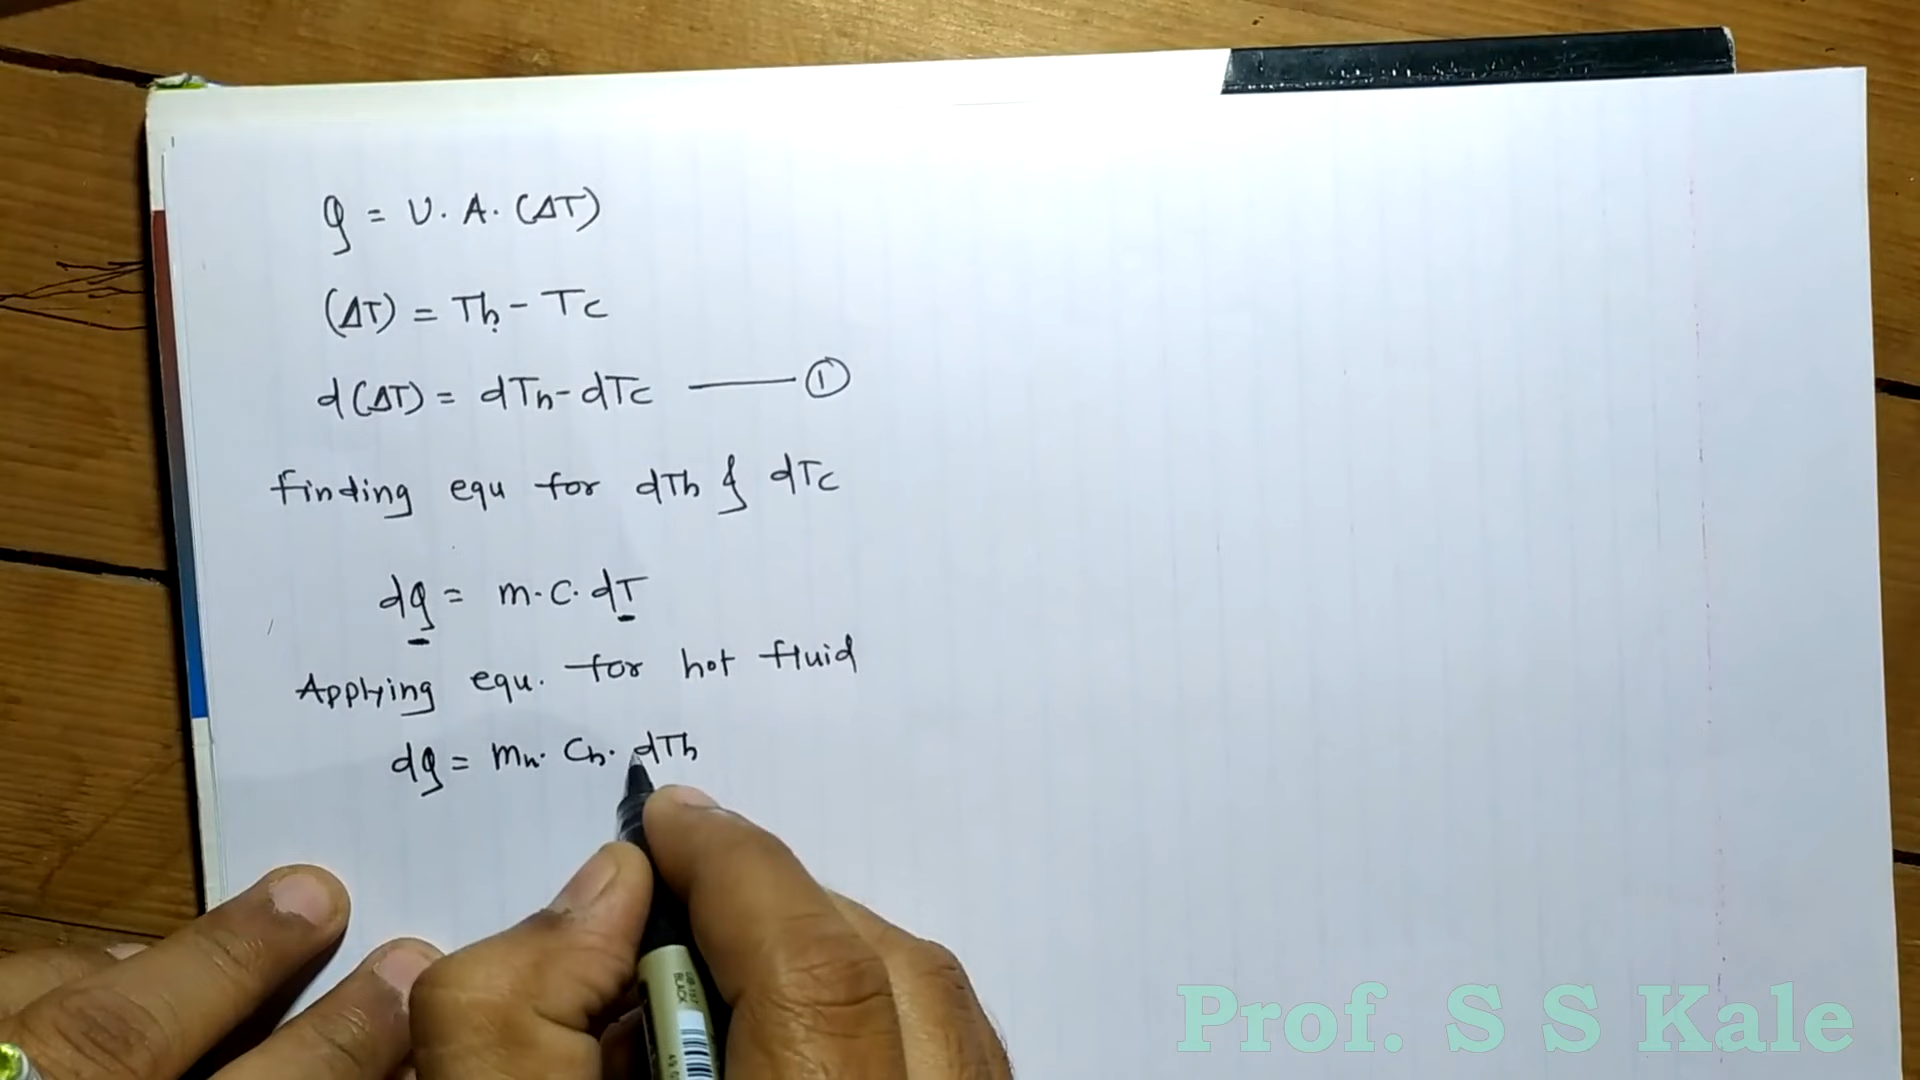 q = U. A. (ΔT)
(ΔT) = Th - Tc
d(ΔT) = dTh - dTc —— ①
finding equ for dTh & dTc
dq = m. C. dT
Applying equ. for hot fluid
dq = mh. Ch. dTh
BLACK
Prof. S S Kale